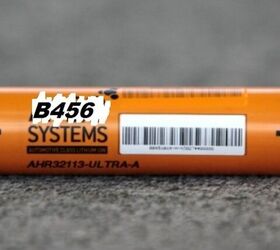 B456
SYSTEMS
AUTOMOTIVE CLASS LITHIUM ION
AHR32113-ULTRA-A